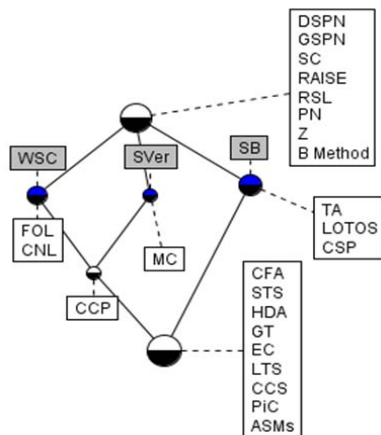 DSPN
GSPN
SC
RAISE
RSL
PN
Z
B Method
WSC
SVer
SB
FOL
CNL
MC
TA
LOTOS
CSP
CCP
CFA
STS
HDA
GT
EC
LTS
CCS
PiC
ASMs